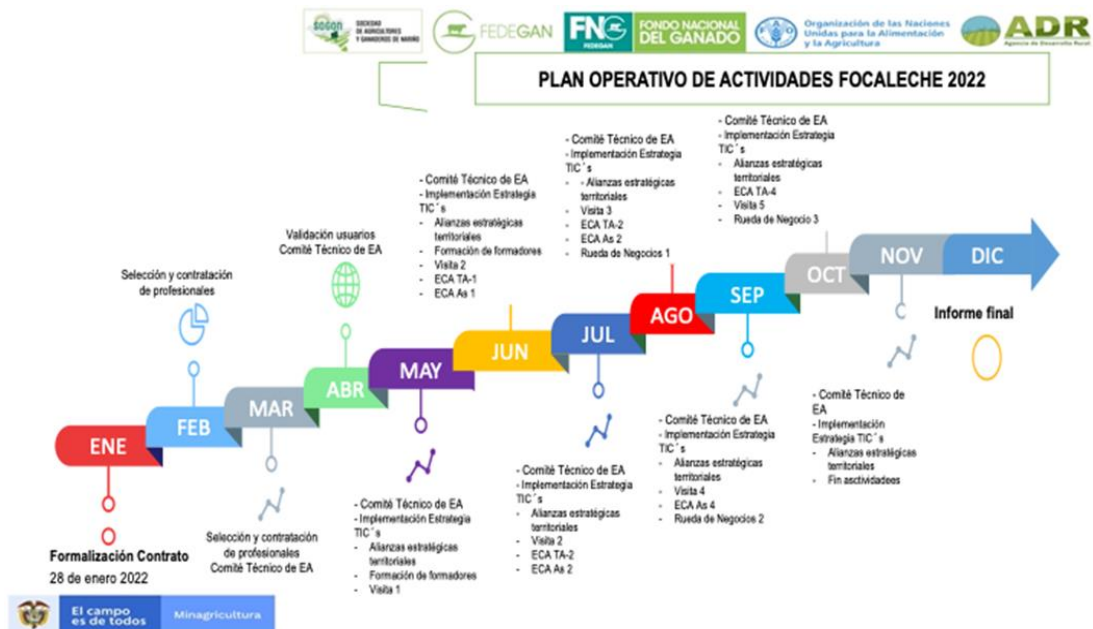 sagan
SOCIEDAD
DE AGRICULTORES
Y GANADEROS DE NARIÑO
FEDEGAN
FNG
FEDEGAN
FONDO NACIONAL
DEL GANADO
FAO
Organización de las Naciones
Unidas para la Alimentación
y la Agricultura
ADR
Agencia de Desarrollo Rural
PLAN OPERATIVO DE ACTIVIDADES FOCALECHE 2022
ENE
Formalización Contrato
28 de enero 2022
FEB
Selección y contratación
de profesionales
MAR
Selección y contratación
de profesionales
Comité Técnico de EA
ABR
Validación usuarios
Comité Técnico de EA
MAY
- Comité Técnico de EA
- Implementación Estrategia
TIC´s
- Alianzas estratégicas
territoriales
- Formación de formadores
- Visita 1
JUN
- Comité Técnico de EA
- Implementación Estrategia
TIC´s
- Alianzas estratégicas
territoriales
- Formación de formadores
- Visita 2
- ECA TA-1
- ECA As 1
JUL
- Comité Técnico de EA
- Implementación Estrategia
TIC´s
- Alianzas estratégicas
territoriales
- Visita 2
- ECA TA-2
- ECA As 2
AGO
- Comité Técnico de EA
- Implementación Estrategia
TIC´s
- - Alianzas estratégicas
territoriales
- Visita 3
- ECA TA-2
- ECA As 2
- Rueda de Negocios 1
SEP
- Comité Técnico de EA
- Implementación Estrategia
TIC´s
- Alianzas estratégicas
territoriales
- Visita 4
- ECA As 4
- Rueda de Negocios 2
OCT
- Comité Técnico de EA
- Implementación Estrategia
TIC´s
- Alianzas estratégicas
territoriales
- ECA TA-4
- Visita 5
- Rueda de Negocio 3
NOV
- Comité Técnico de
EA
- Implementación
Estrategia TIC´s
- Alianzas estratégicas
territoriales
- Fin asctividadees
DIC
Informe final
El campo
es de todos
Minagricultura